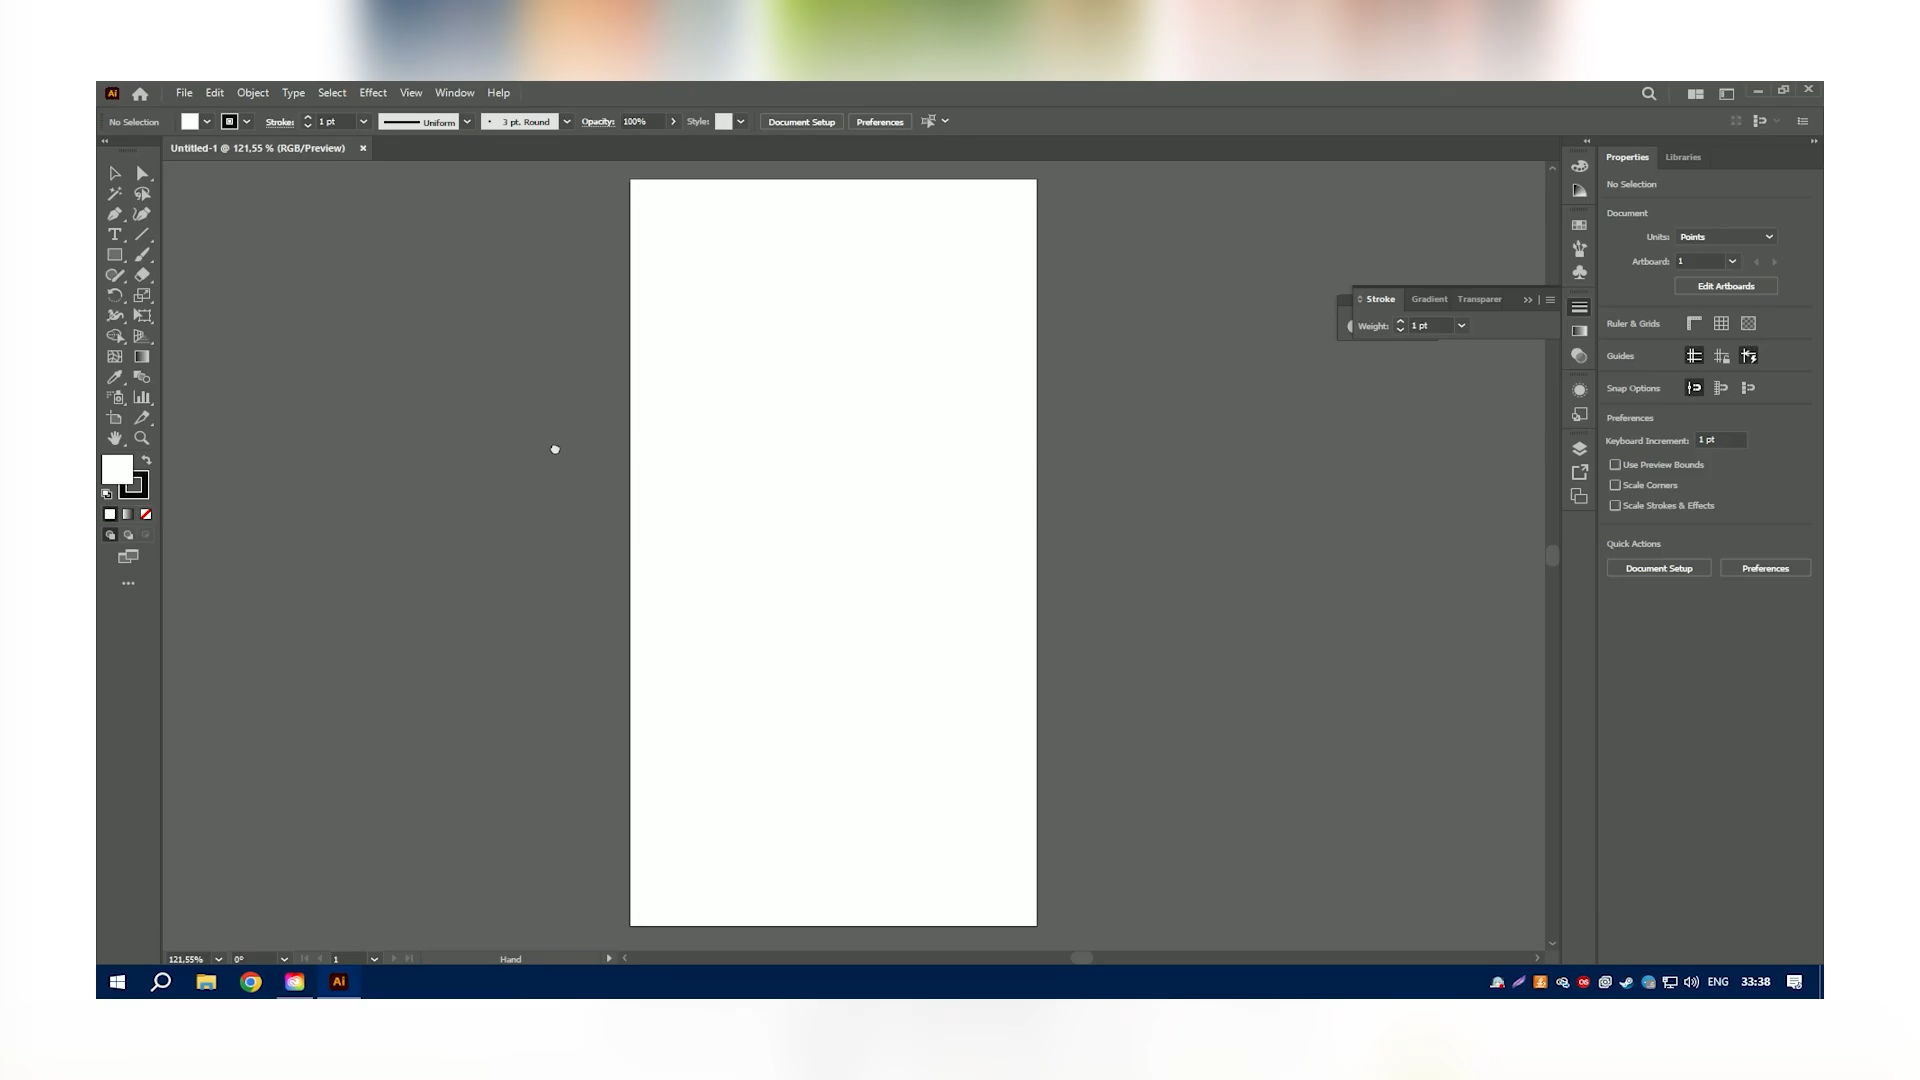 Ai File Edit Object Type Select Effect View Window Help
No Selection Stroke: 1 pt Uniform 3 pt. Round Opacity: 100% Style: Document Setup Preferences
Untitled-1 @ 121,55 % (RGB/Preview)
Properties Libraries
No Selection
Document
Units: Points
Artboard: 1
Edit Artboards
Stroke Gradient Transparer
Weight: 1 pt
Ruler & Grids
Guides
Snap Options
Preferences
Keyboard Increment: 1 pt
Use Preview Bounds
Scale Corners
Scale Strokes & Effects
Quick Actions
Document Setup Preferences
121,55% 0° 1 Hand
Ai ENG 33:38